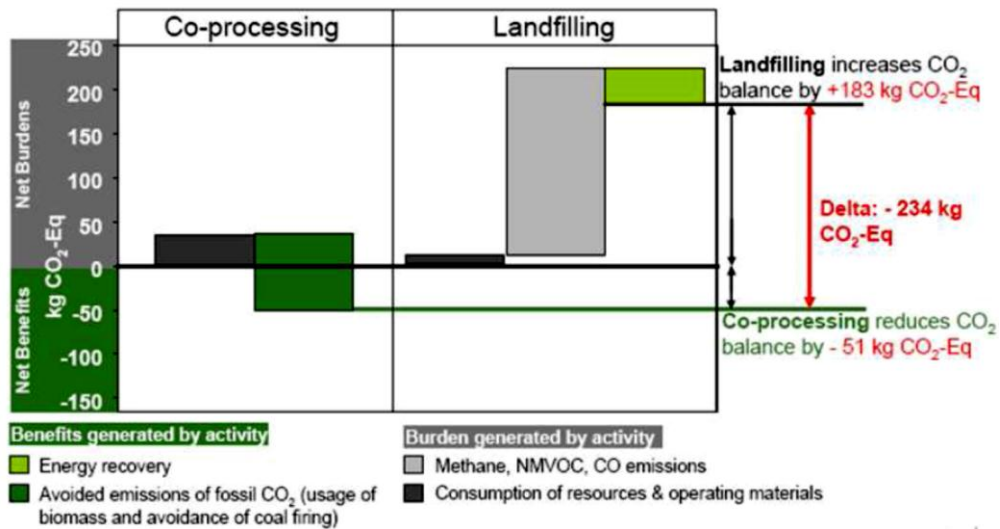 Co-processing
Landfilling
Net Burdens
Net Benefits
kg CO₂-Eq
250
200
150
100
50
0
-50
-100
-150
Landfilling increases CO₂
balance by +183 kg CO₂-Eq
Delta: - 234 kg
CO₂-Eq
Co-processing reduces CO₂
balance by - 51 kg CO₂-Eq
Benefits generated by activity
Energy recovery
Avoided emissions of fossil CO₂ (usage of
biomass and avoidance of coal firing)
Burden generated by activity
Methane, NMVOC, CO emissions
Consumption of resources & operating materials